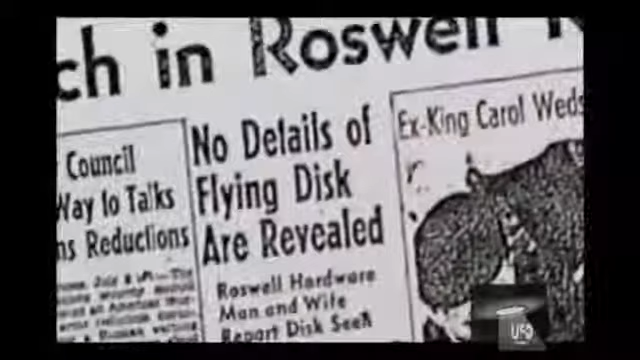 ch in Roswell R
Council
Way to Talks
ns Reductions
No Details of
Flying Disk
Are Revealed
Roswell Hardware
Man and Wife
Report Disk Seen
Ex-King Carol Weds
UFO